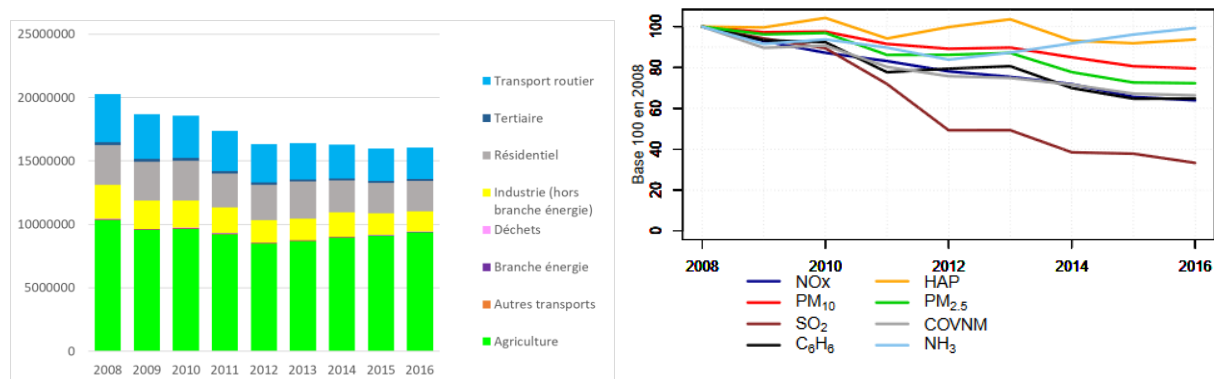 25000000
20000000
15000000
10000000
5000000
0
2008 2009 2010 2011 2012 2013 2014 2015 2016
Transport routier
Tertiaire
Résidentiel
Industrie (hors
branche énergie)
Déchets
Branche énergie
Autres transports
Agriculture
Base 100 en 2008
100
80
60
40
20
0
2008 2010 2012 2014 2016
NOx HAP
PM₁₀ PM₂.₅
SO₂ COVNM
C₆H₆ NH₃